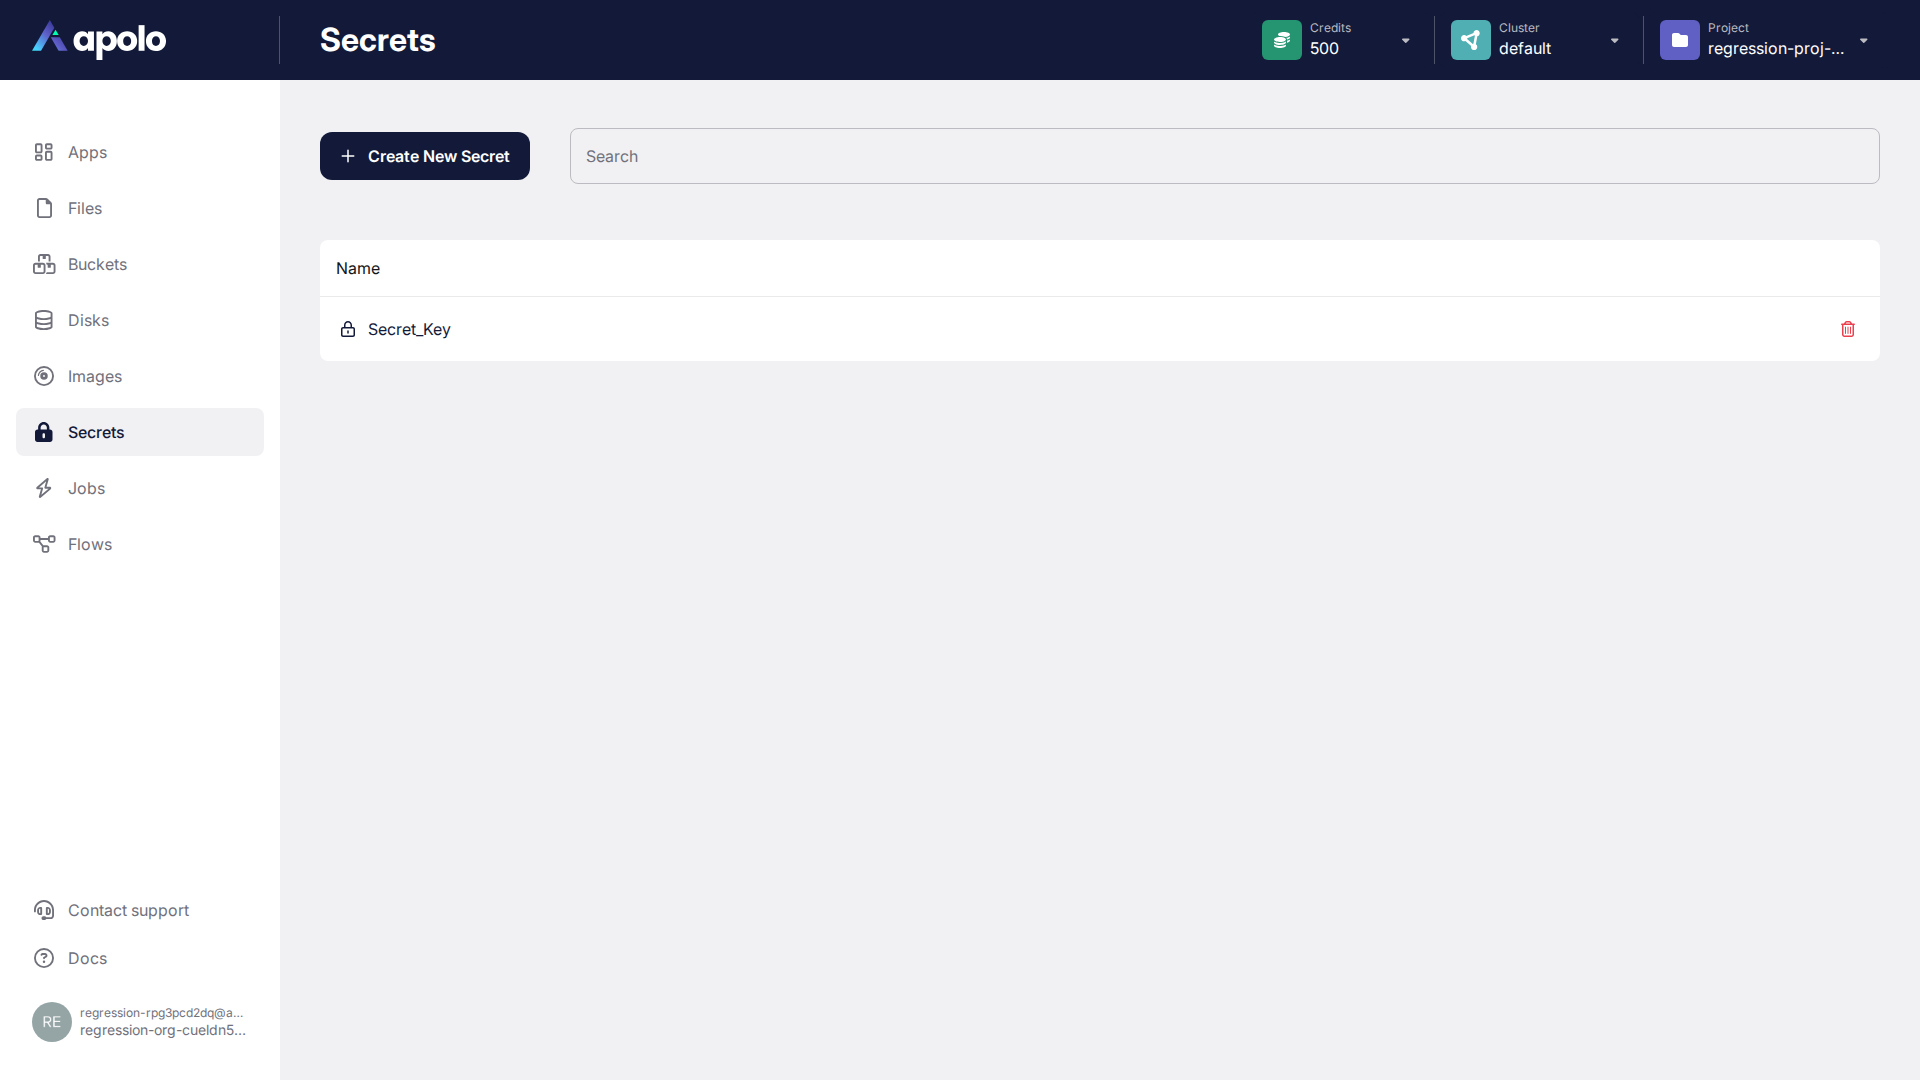 apolo
Secrets
Credits
500
Cluster
default
Project
regression-proj-...
Apps
Files
Buckets
Disks
Images
Secrets
Jobs
Flows
Create New Secret
Search
Name
Secret_Key
Contact support
Docs
RE
regression-rpg3pcd2dq@a...
regression-org-cueldn5...